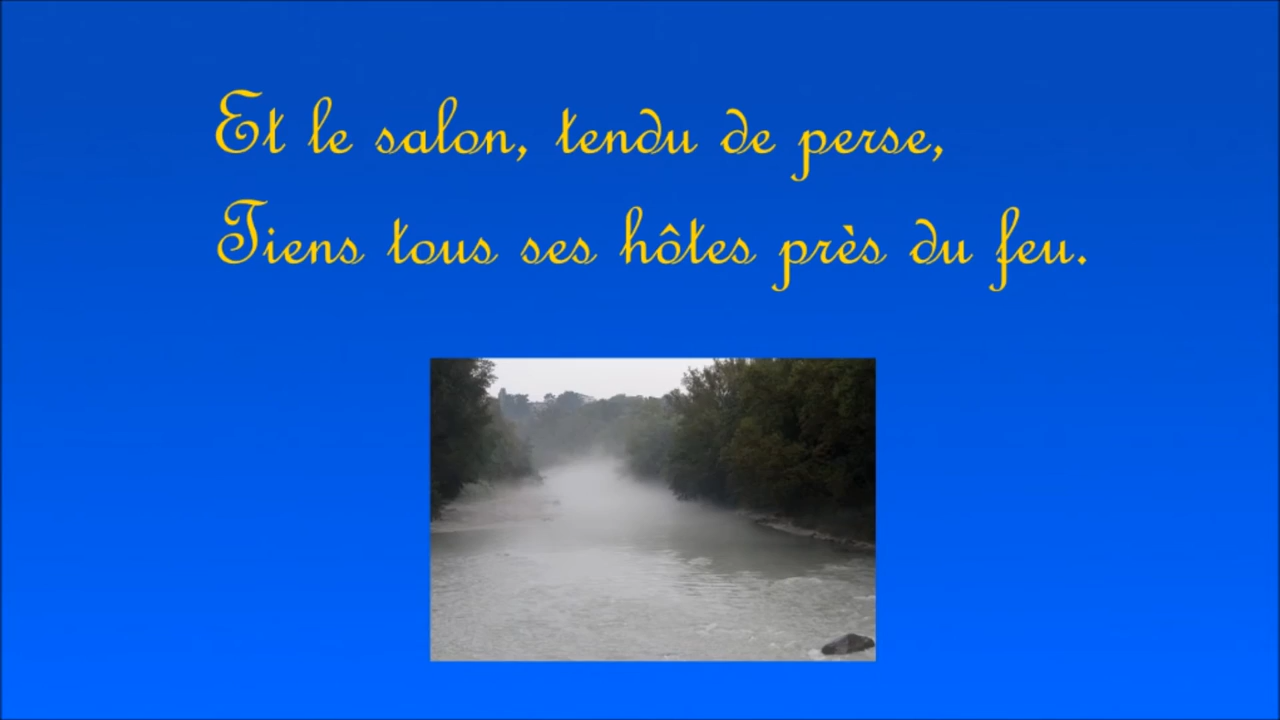 Et le salon, tendu de perse,
Tiens tous ses hôtes près du feu.